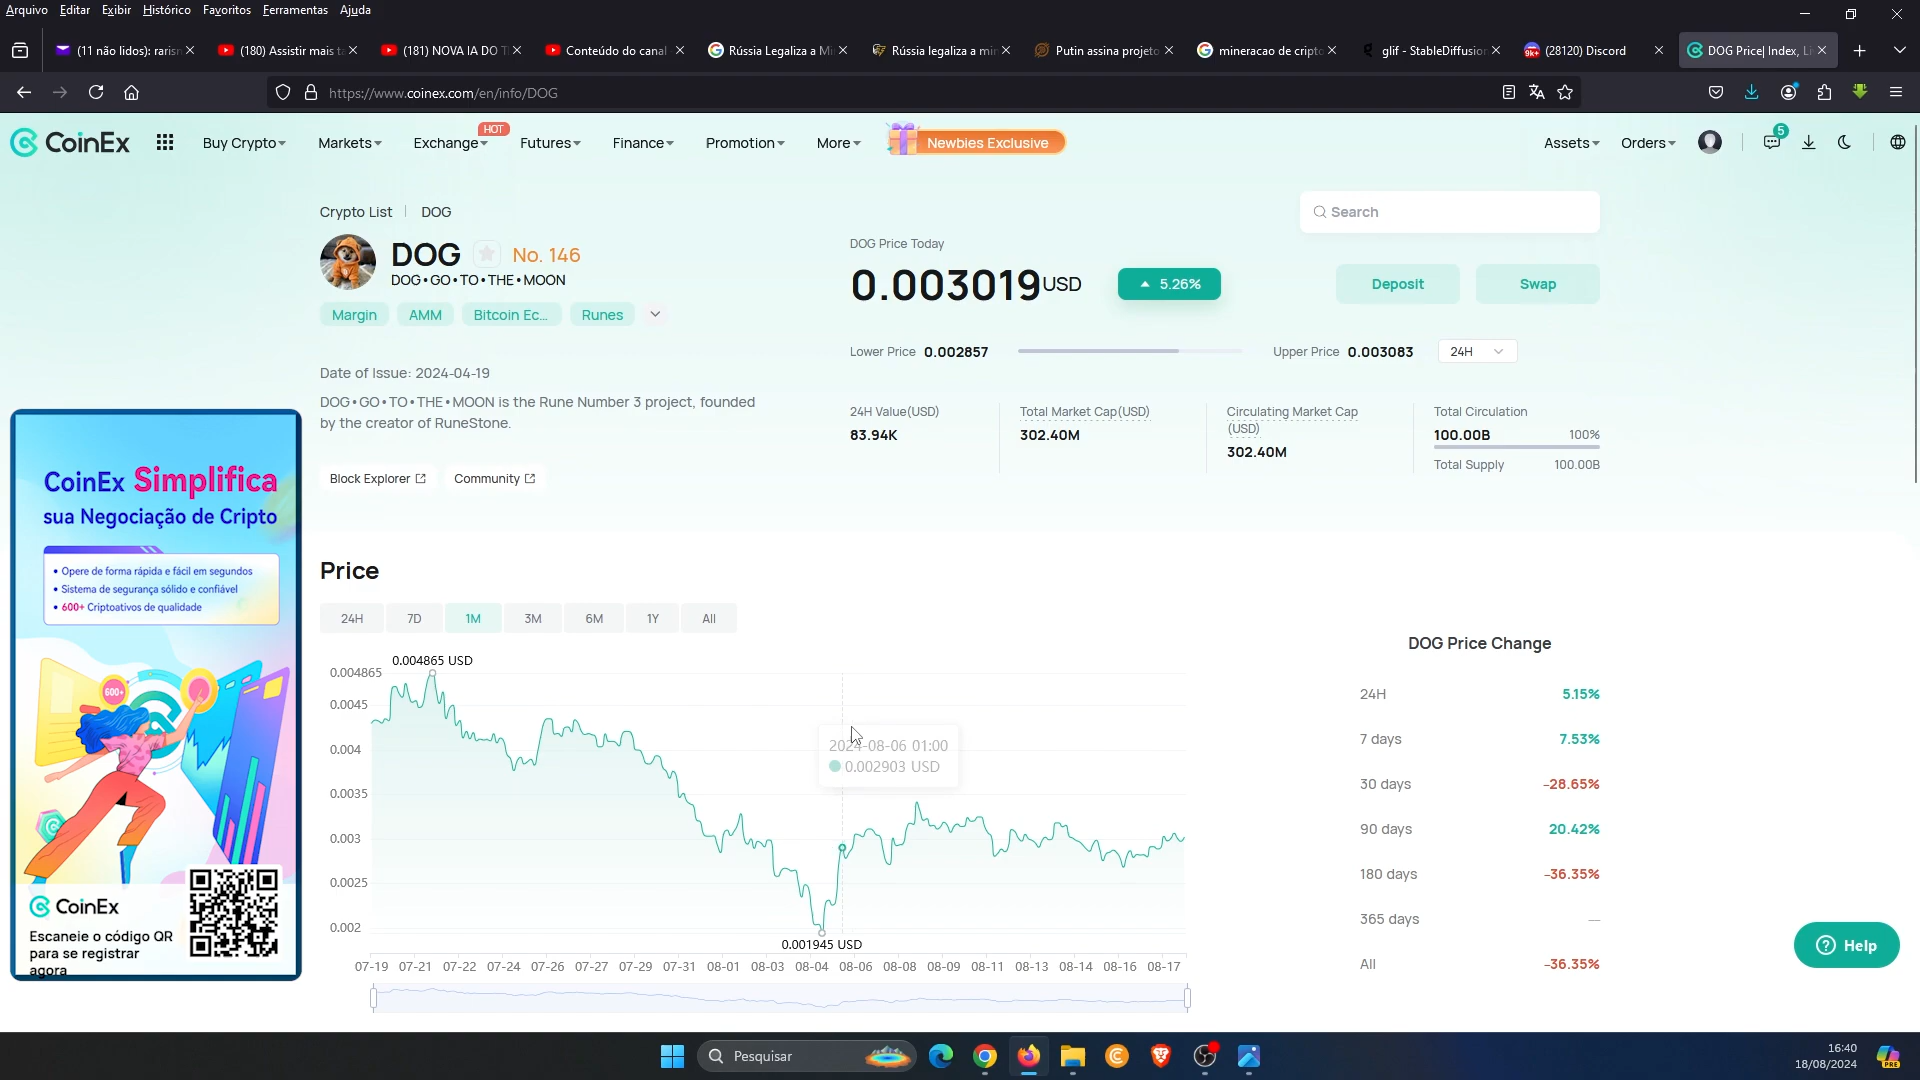 Arquivo Editar Exibir Histórico Favoritos Ferramentas Ajuda
(11 não lidos): rarisn (180) Assistir mais ta (181) NOVA IA DO T Conteúdo do canal Rússia Legaliza a Mi Rússia legaliza a min Putin assina projeto mineracao de cripto glif - StableDiffusion (28120) Discord DOG Price| Index, Li
https://www.coinex.com/en/info/DOG
CoinEx Buy Crypto Markets Exchange HOT Futures Finance Promotion More Newbies Exclusive Assets Orders 5
Crypto List DOG
Search
DOG No. 146
DOG•GO•TO•THE•MOON
Margin AMM Bitcoin Ec... Runes
DOG Price Today
0.003019USD 5.26%
Deposit Swap
Lower Price 0.002857 Upper Price 0.003083 24H
Date of Issue: 2024-04-19
DOG•GO•TO•THE•MOON is the Rune Number 3 project, founded
by the creator of RuneStone.
24H Value(USD)
83.94K
Total Market Cap(USD)
302.40M
Circulating Market Cap
(USD)
302.40M
Total Circulation
100.00B 100%
Total Supply 100.00B
Block Explorer Community
CoinEx Simplifica
sua Negociação de Cripto
• Opere de forma rápida e fácil em segundos
• Sistema de segurança sólido e confiável
• 600+ Criptoativos de qualidade
600+
CoinEx
Escaneie o código QR
para se registrar
agora
Price
24H 7D 1M 3M 6M 1Y All
0.004865 USD
0.004865
0.0045
0.004
0.0035
0.003
0.0025
0.002
2024-08-06 01:00
0.002903 USD
0.001945 USD
07-19 07-21 07-22 07-24 07-26 07-27 07-29 07-31 08-01 08-03 08-04 08-06 08-08 08-09 08-11 08-13 08-14 08-16 08-17
DOG Price Change
24H 5.15%
7 days 7.53%
30 days -28.65%
90 days 20.42%
180 days -36.35%
365 days —
All -36.35%
Help
Pesquisar
16:40
18/08/2024